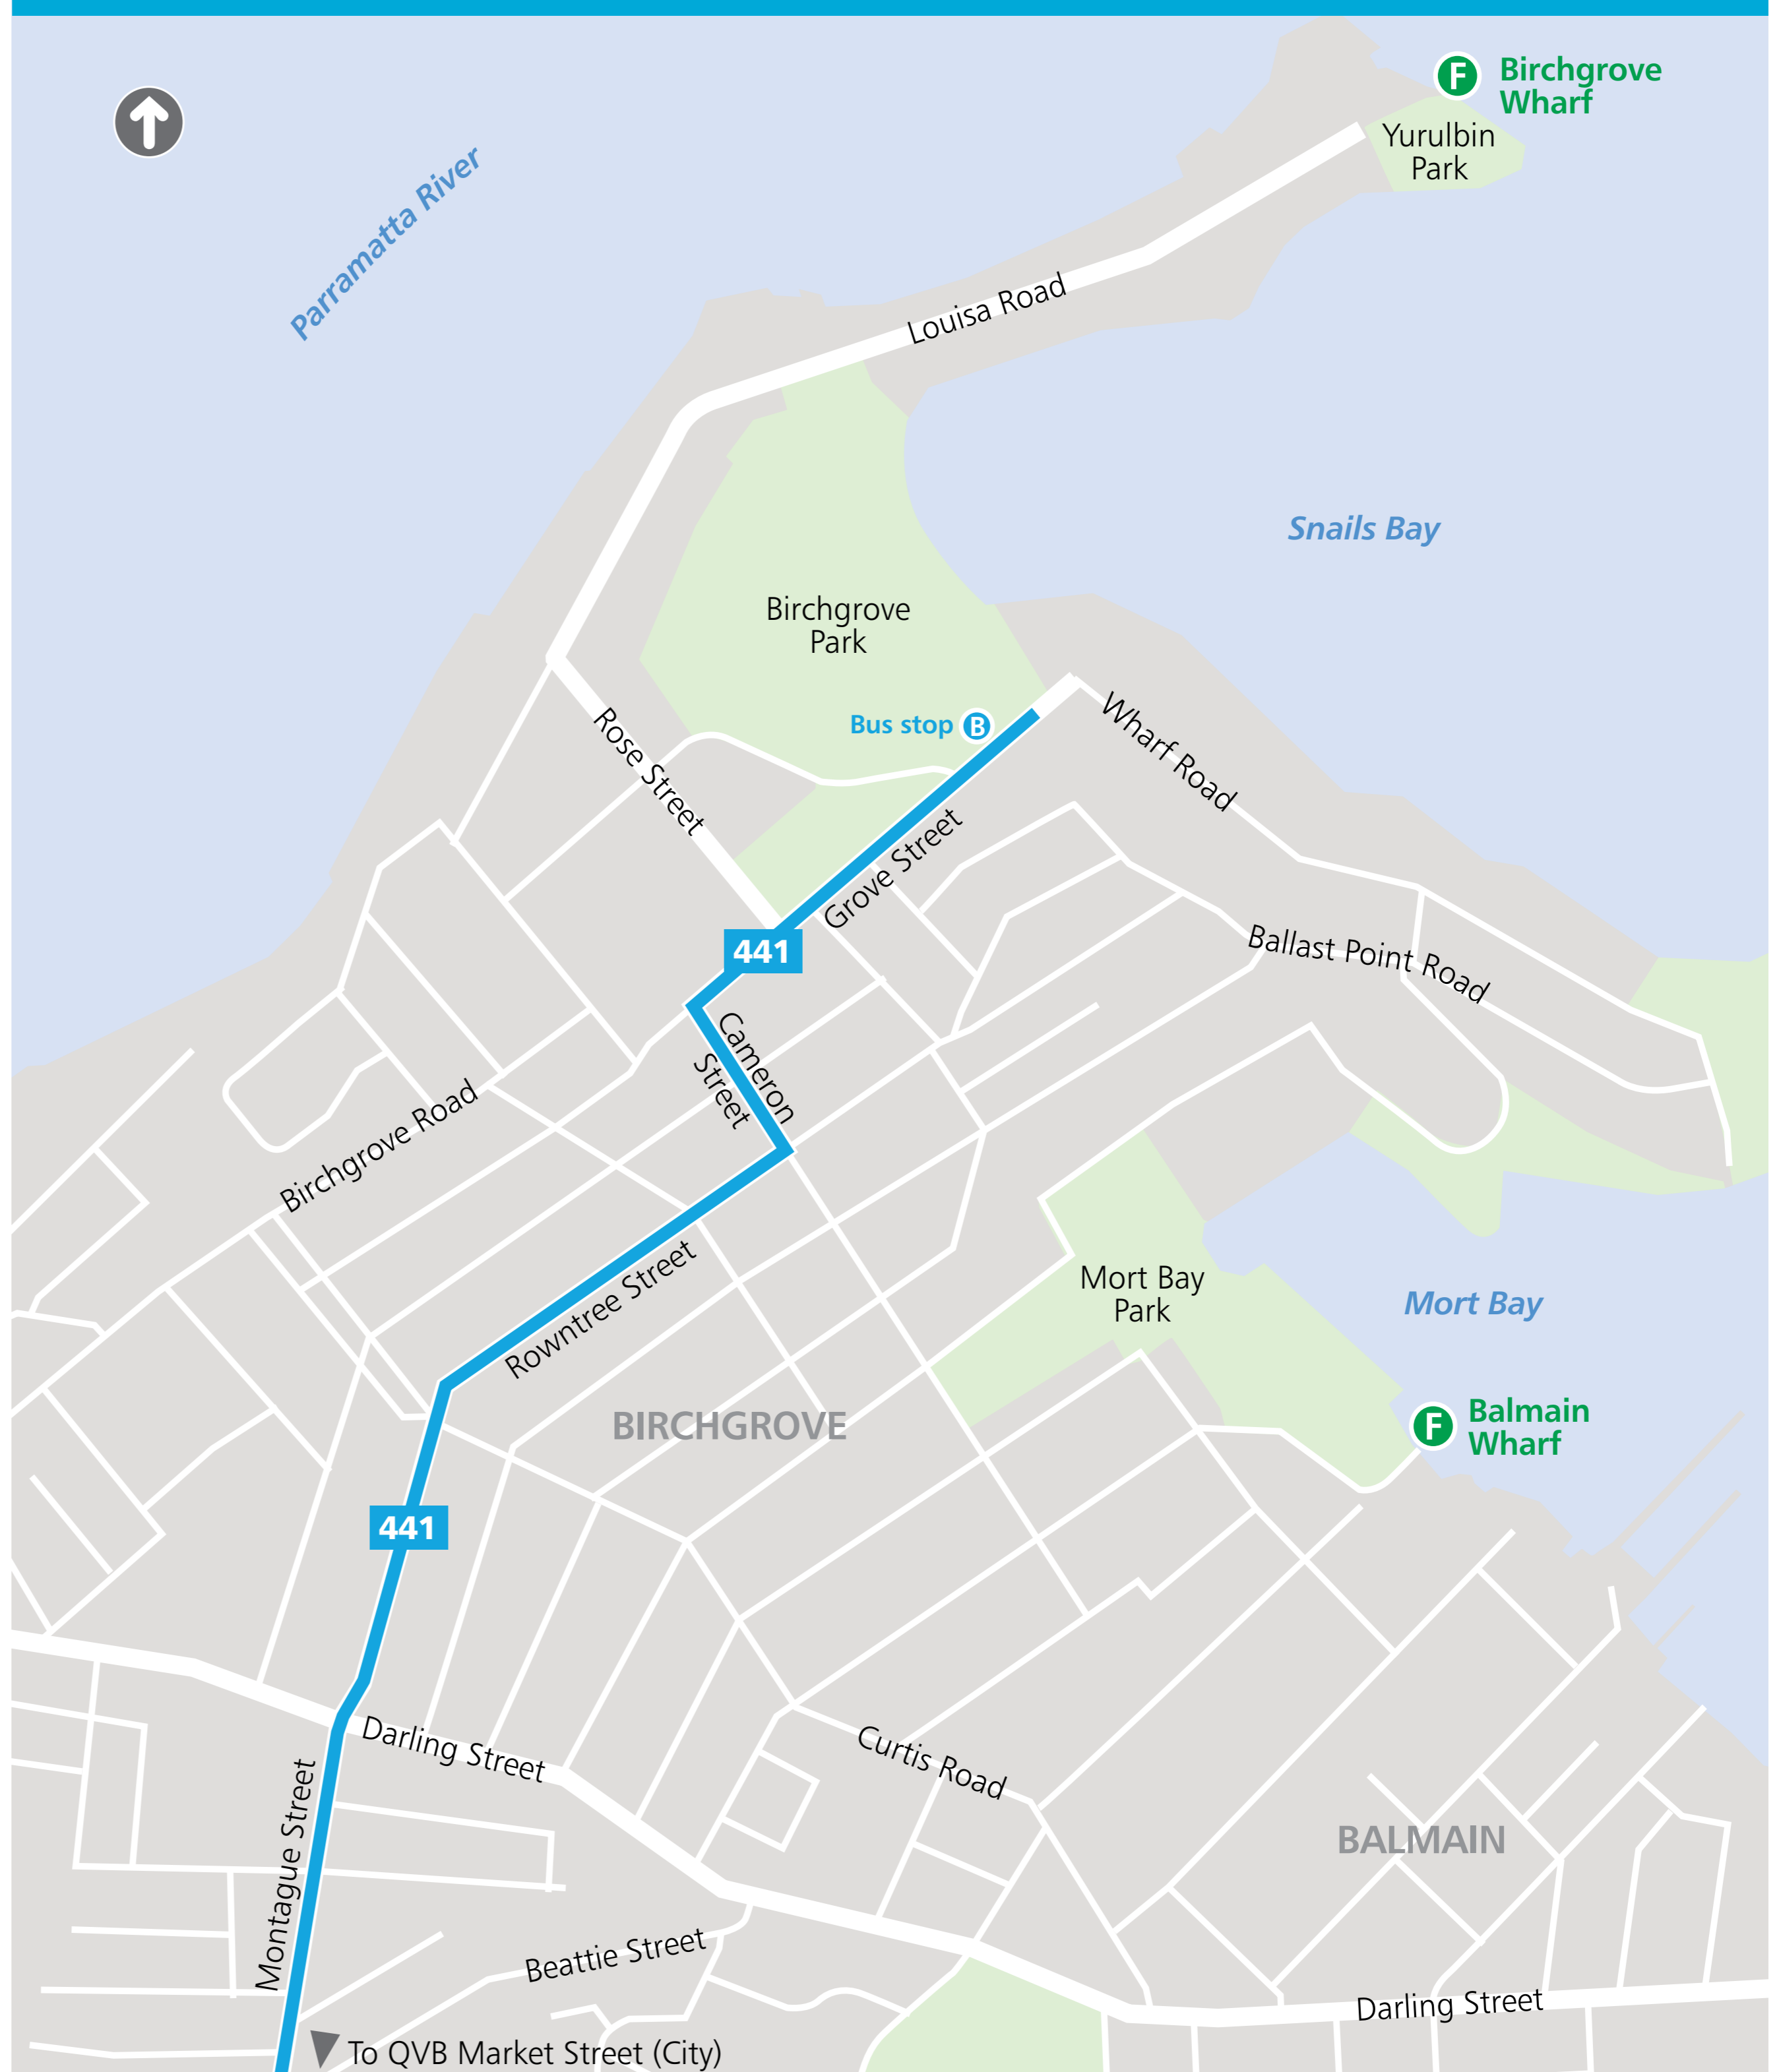 F
Birchgrove
Wharf
Yurulbin
Park
Parramatta River
Louisa Road
Snails Bay
Birchgrove
Park
Bus stop B
Wharf Road
Rose Street
Grove Street
441
Ballast Point Road
Cameron
Street
Birchgrove Road
Rowntree Street
Mort Bay
Park
Mort Bay
BIRCHGROVE
F
Balmain
Wharf
441
Darling Street
Curtis Road
Montague Street
BALMAIN
Beattie Street
Darling Street
To QVB Market Street (City)